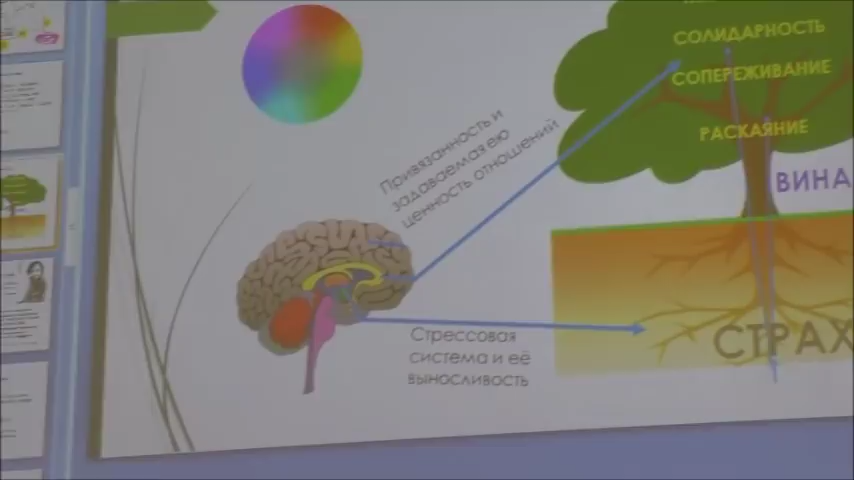 СОЛИДАРНОСТЬ
СОПЕРЕЖИВАНИЕ
РАСКАЯНИЕ
ВИНА
Привязанность и
задаваемая ею
ценность отношений
Стрессовая
система и её
выносливость
СТРАХ